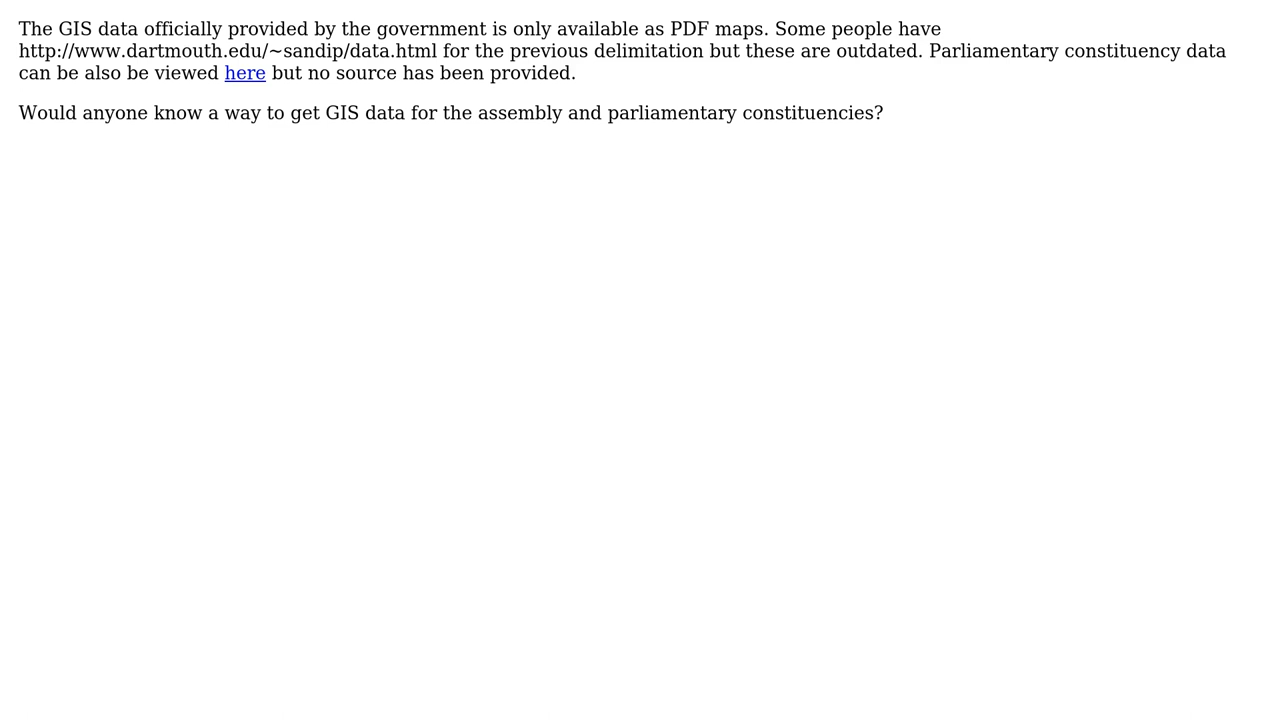 The GIS data officially provided by the government is only available as PDF maps. Some people have
http://www.dartmouth.edu/~sandip/data.html for the previous delimitation but these are outdated. Parliamentary constituency data
can be also be viewed here but no source has been provided.
Would anyone know a way to get GIS data for the assembly and parliamentary constituencies?